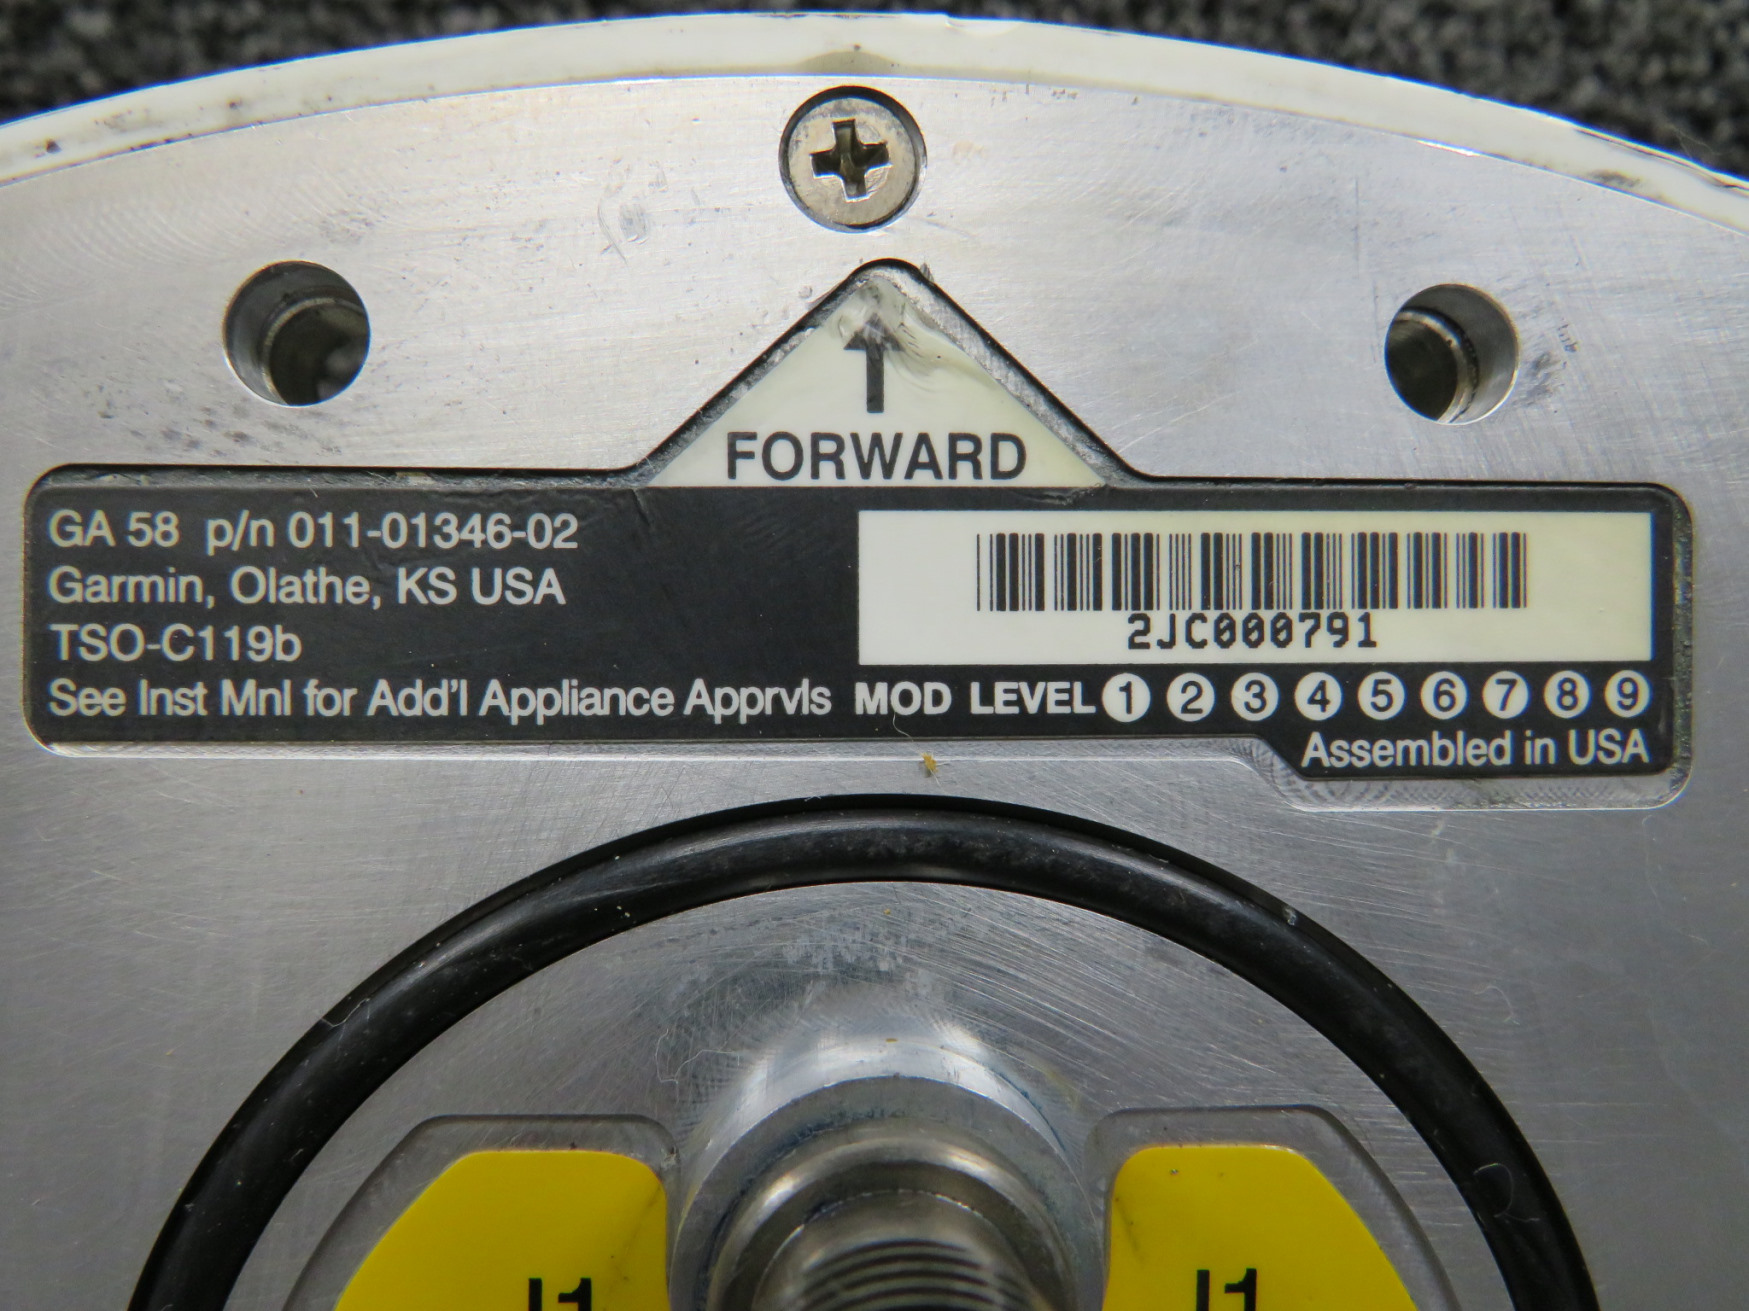 FORWARD
GA 58 p/n 011-01346-02
Garmin, Olathe, KS USA
TSO-C119b
See Inst Mnl for Add'l Appliance Apprvls
2JC000791
MOD LEVEL 1 2 3 4 5 6 7 8 9
Assembled in USA
J1
J1